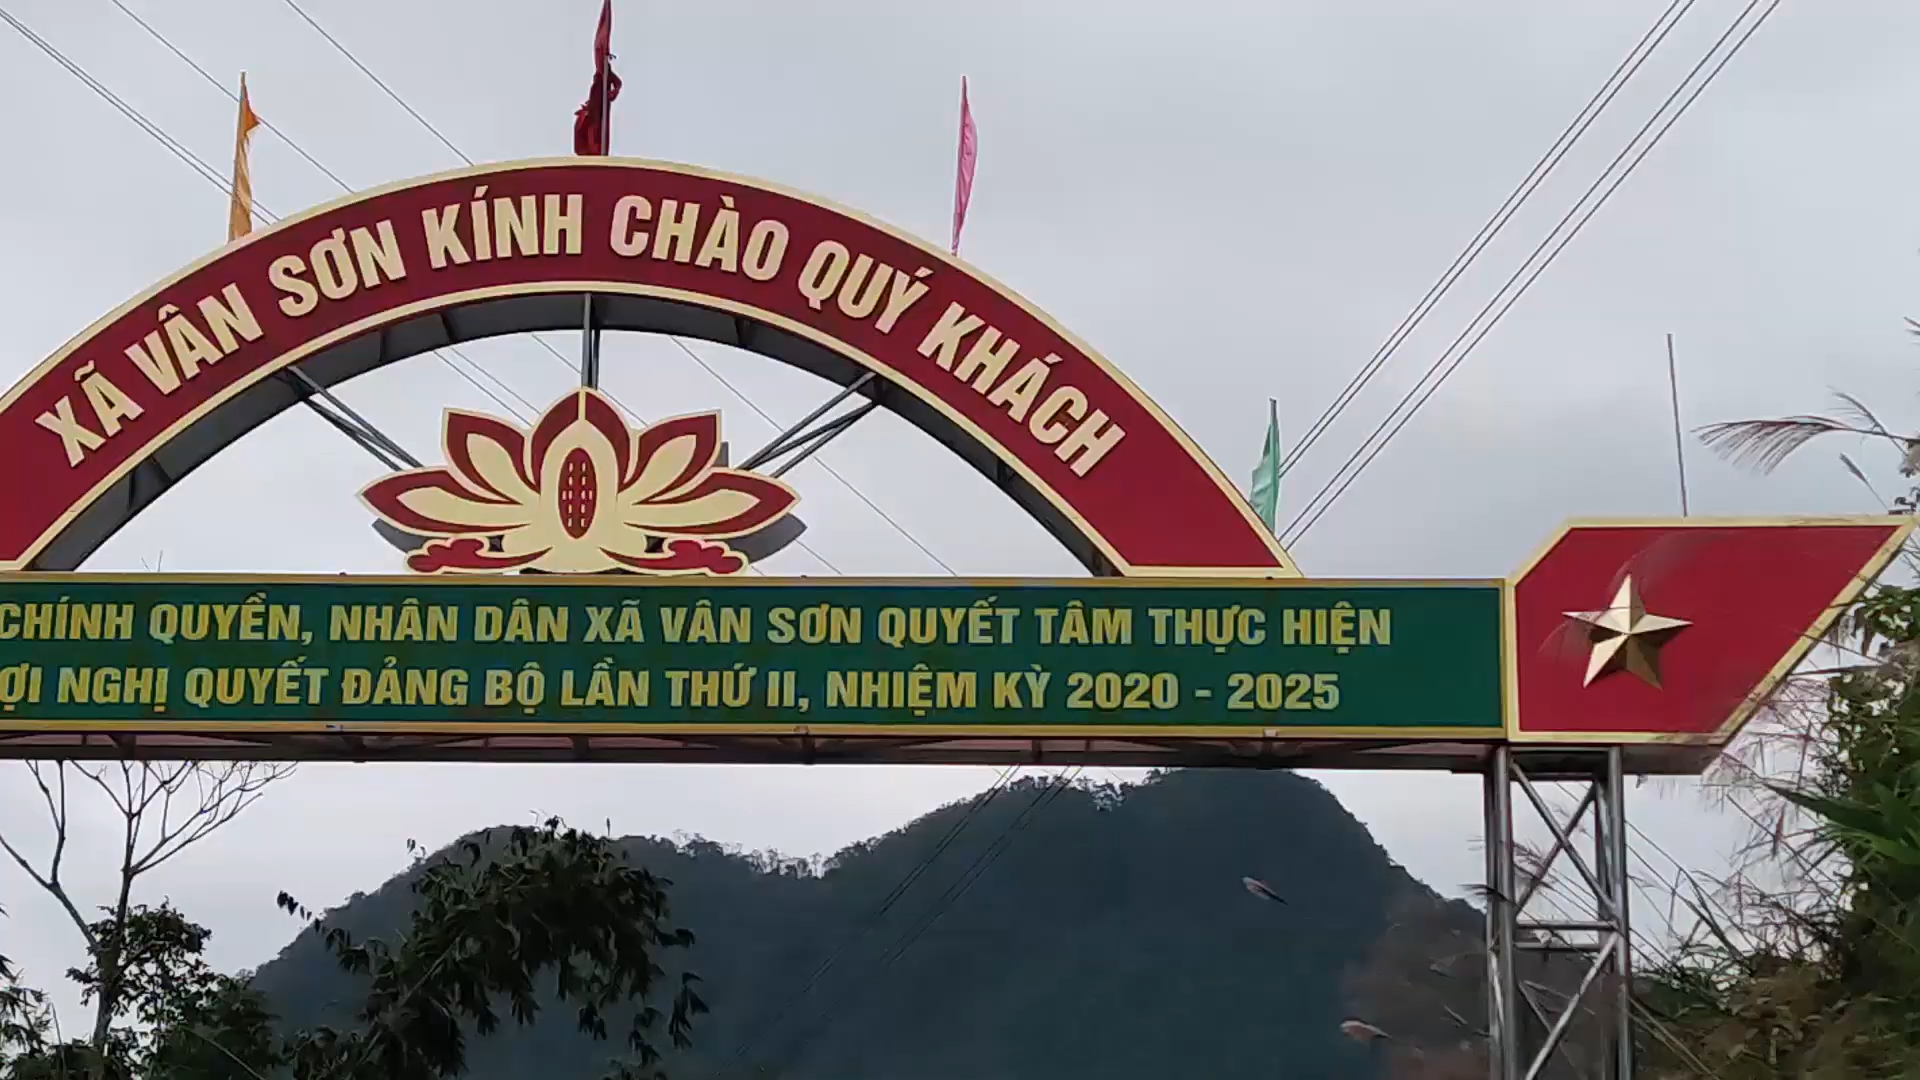 XÃ VÂN SƠN KÍNH CHÀO QUÝ KHÁCH
CHÍNH QUYỀN, NHÂN DÂN XÃ VÂN SƠN QUYẾT TÂM THỰC HIỆN
ỢI NGHỊ QUYẾT ĐẢNG BỘ LẦN THỨ II, NHIỆM KỲ 2020 - 2025